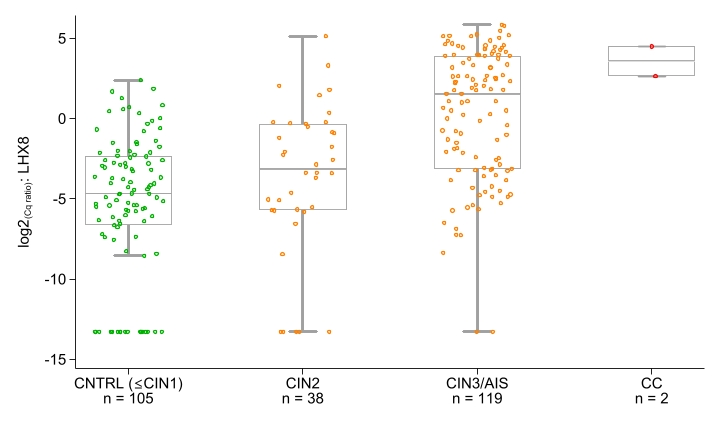 log2(Cq ratio): LHX8
5
0
-5
-10
-15
CNTRL (≤CIN1) CIN2 CIN3/AIS CC
n = 105 n = 38 n = 119 n = 2